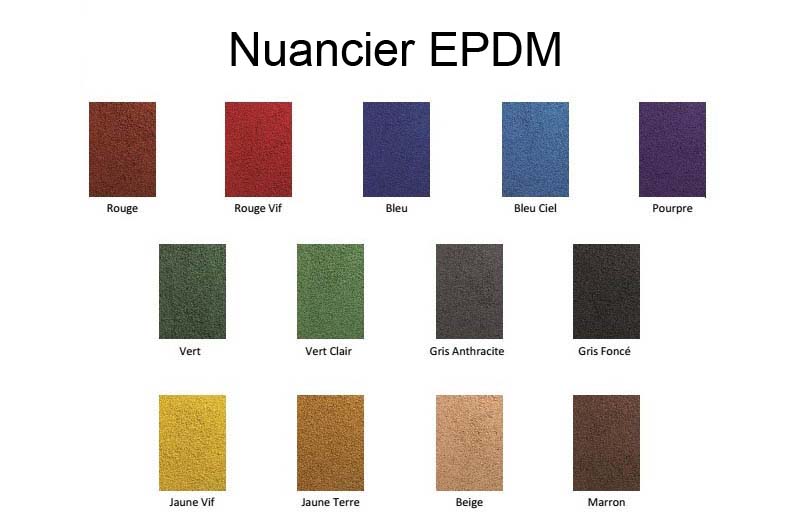 Nuancier EPDM
Rouge Rouge Vif Bleu Bleu Ciel Pourpre
Vert Vert Clair Gris Anthracite Gris Foncé
Jaune Vif Jaune Terre Beige Marron